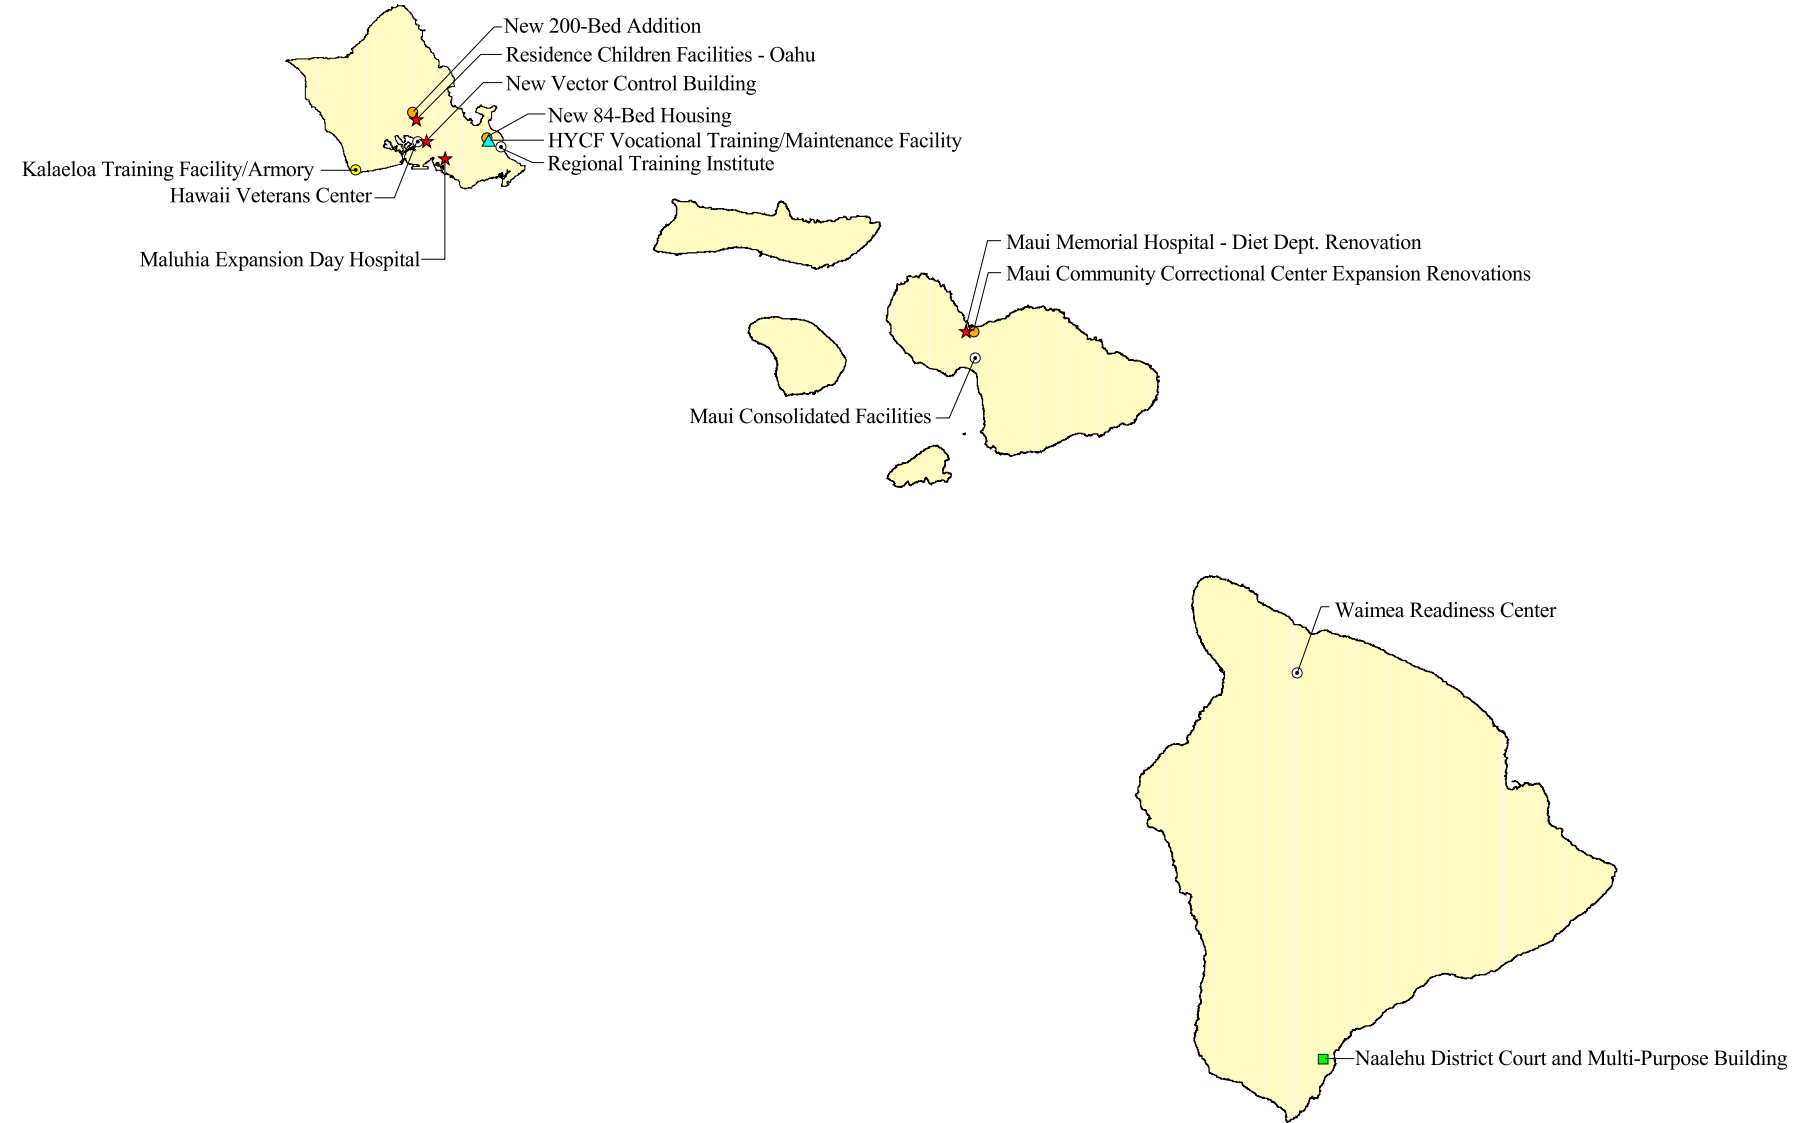 New 200-Bed Addition
Residence Children Facilities - Oahu
New Vector Control Building
New 84-Bed Housing
HYCF Vocational Training/Maintenance Facility
Regional Training Institute
Kalaeloa Training Facility/Armory
Hawaii Veterans Center
Maluhia Expansion Day Hospital
Maui Memorial Hospital - Diet Dept. Renovation
Maui Community Correctional Center Expansion Renovations
Maui Consolidated Facilities
Waimea Readiness Center
Naalehu District Court and Multi-Purpose Building